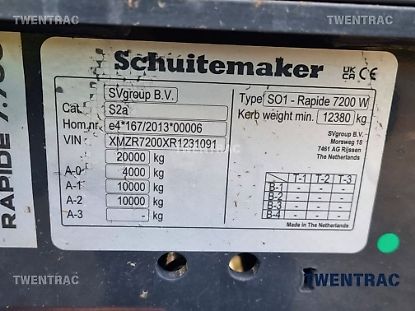 TWENTRAC
TWENTRAC
TWENTRAC
Schuitemaker
UK
CA
CE
SVgroup B.V.
Cat. S2a
Hom.nr. e4*167/2013*00006
VIN XMZR7200XR1231091
20000 kg
A-0 4000 kg
A-1 10000 kg
A-2 10000 kg
A-3 - kg
Type SO1 - Rapide 7200 W
Kerb weight min. 12380 kg
SVgroup B.V.
Morsweg 18
7461 AG Rijssen
The Netherlands
T-1 T-2 T-3
B-1 - - -
B-2 - - -
B-3 - - -
B-4 - - -
Made in The Netherlands
RAPIDE
TWENTRAC
TWENTRAC